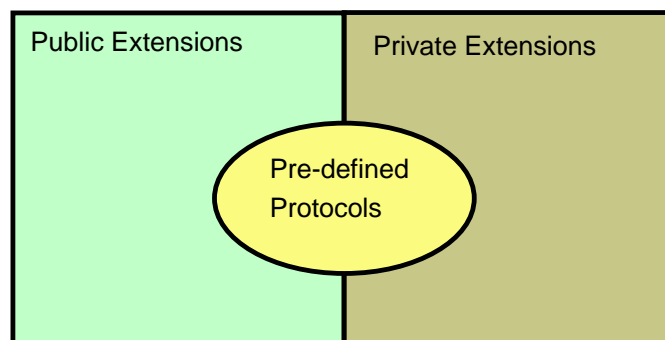 Public Extensions
Private Extensions
Pre-defined
Protocols